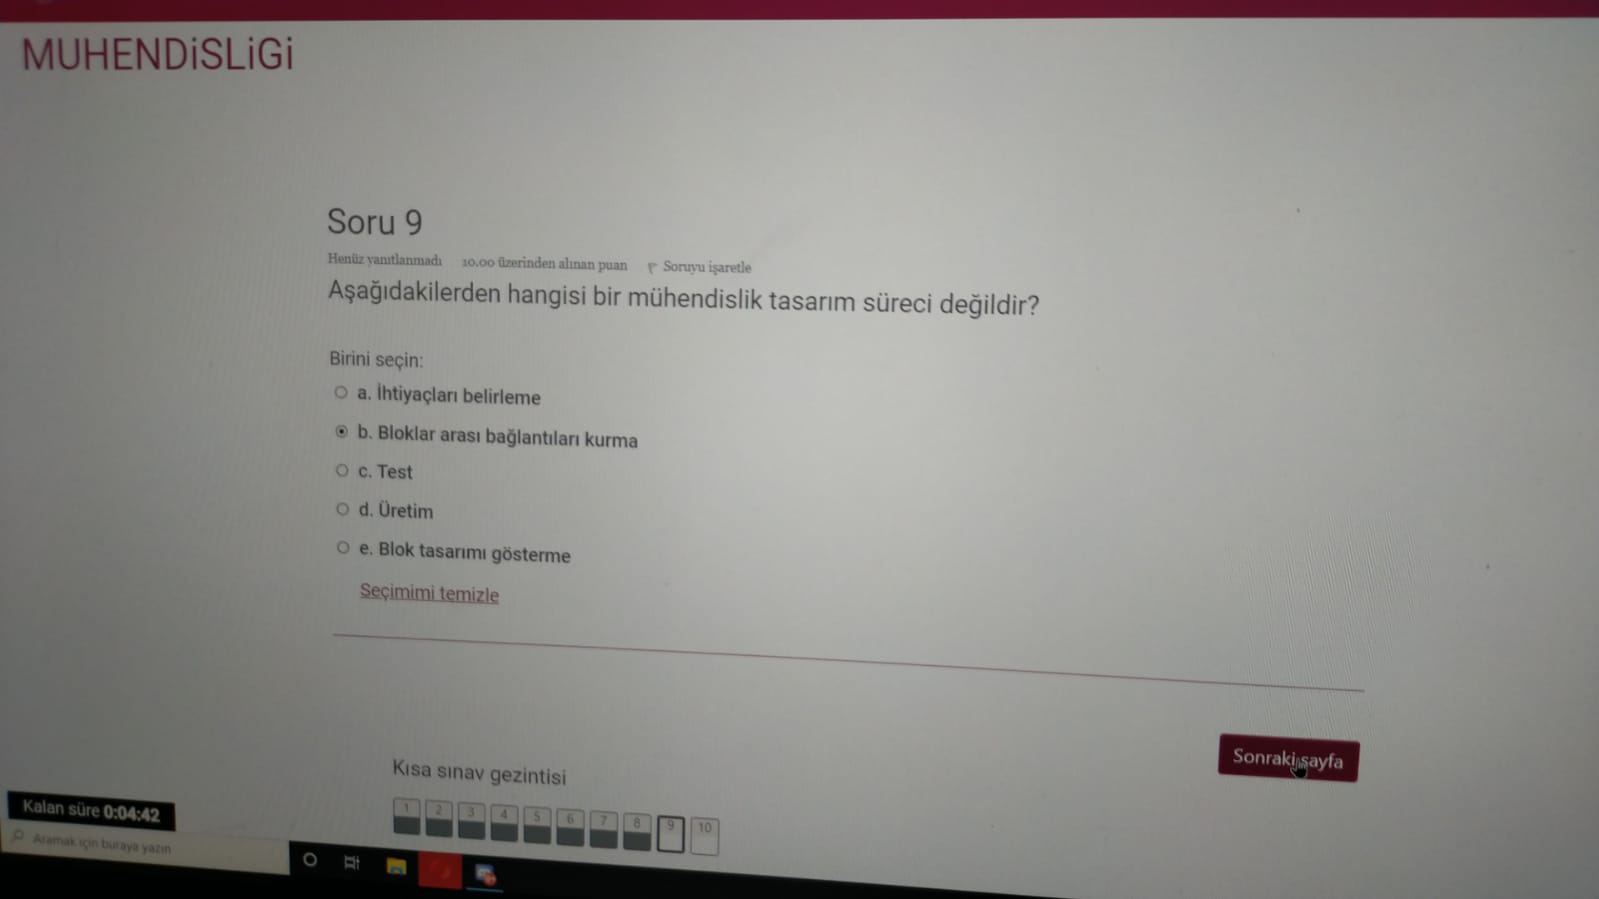 MUHENDİSLİGİ
Soru 9
Henüz yanıtlanmadı 10.00 üzerinden alınan puan Soruyu işaretle
Aşağıdakilerden hangisi bir mühendislik tasarım süreci değildir?
Birini seçin:
a. İhtiyaçları belirleme
b. Bloklar arası bağlantıları kurma
c. Test
d. Üretim
e. Blok tasarımı gösterme
Seçimimi temizle
Sonraki sayfa
Kısa sınav gezintisi
1 2 3 4 5 6 7 8 9 10
Kalan süre 0:04:42
Aramak için buraya yazın